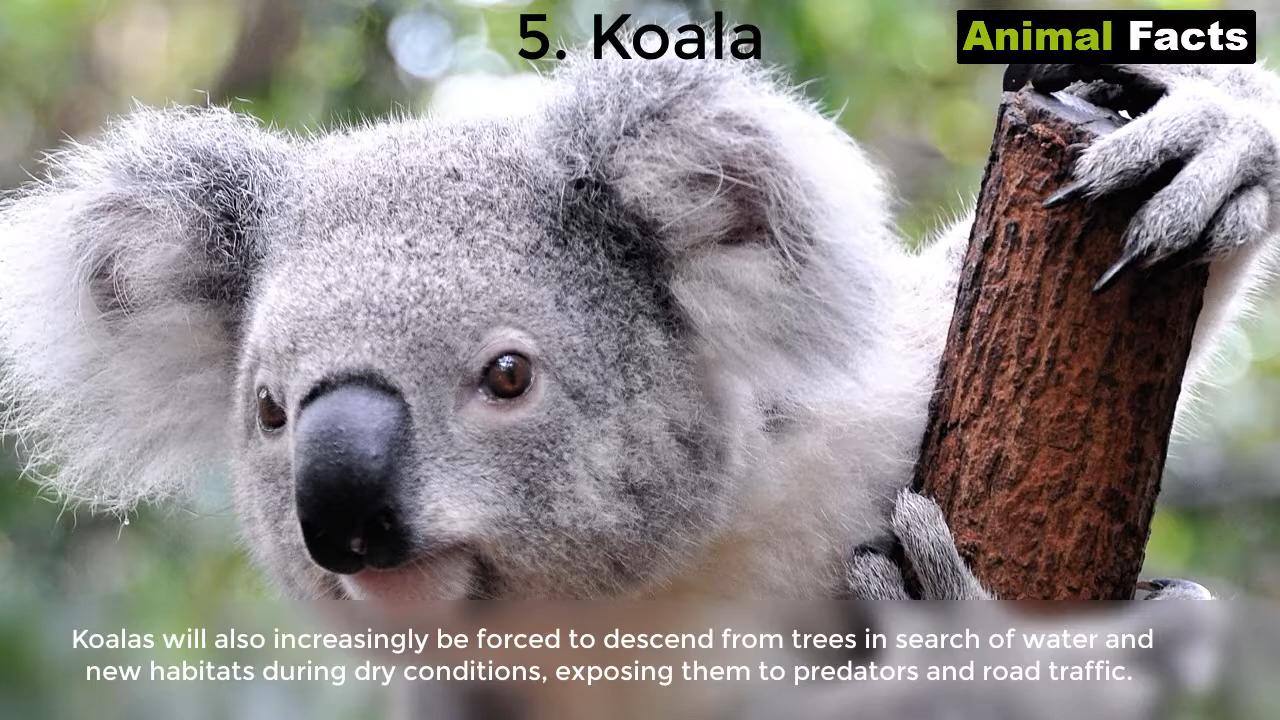 5. Koala
Animal Facts
Koalas will also increasingly be forced to descend from trees in search of water and
new habitats during dry conditions, exposing them to predators and road traffic.